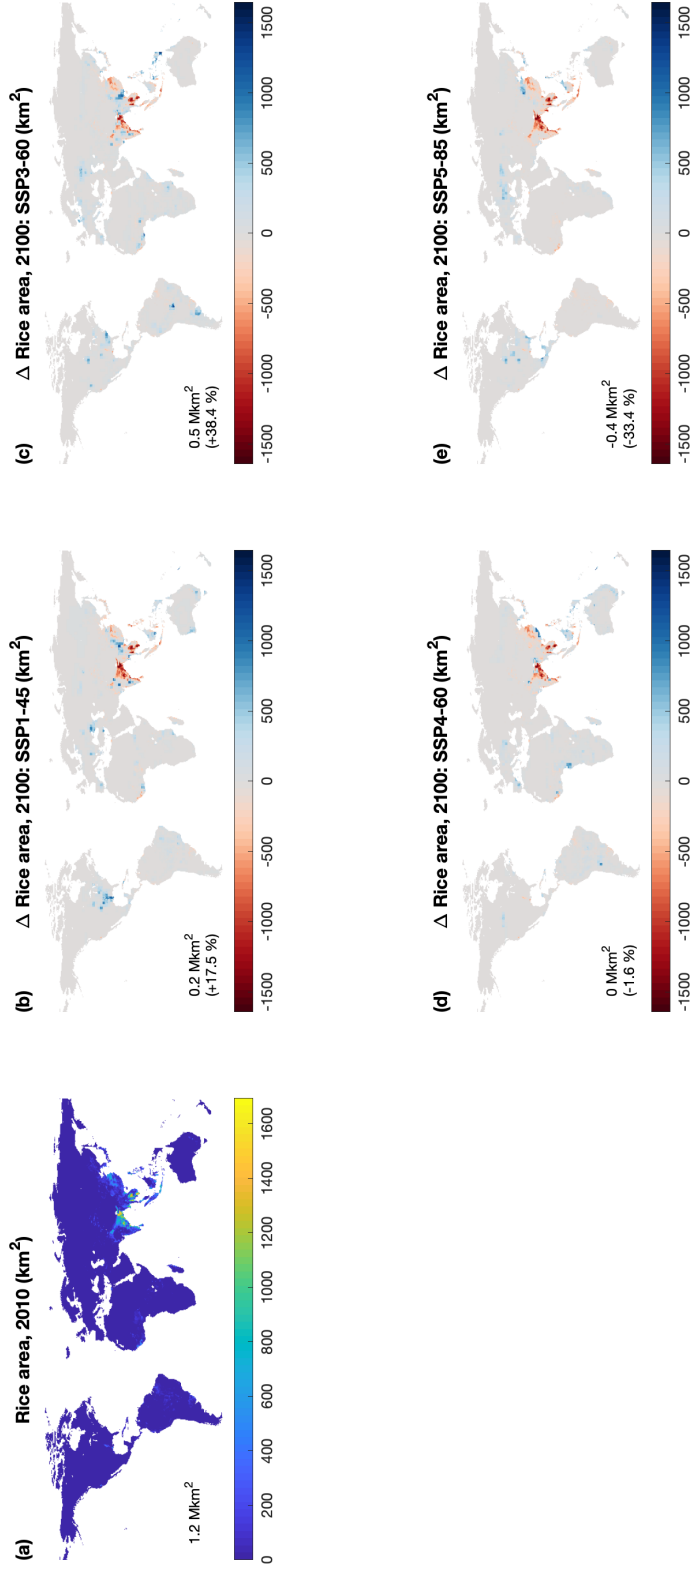 (a) Rice area, 2010 (km²)
1.2 Mkm²
0 200 400 600 800 1000 1200 1400 1600
(b) Δ Rice area, 2100: SSP1-45 (km²)
0.2 Mkm²
(+17.5 %)
-1500 -1000 -500 0 500 1000 1500
(c) Δ Rice area, 2100: SSP3-60 (km²)
0.5 Mkm²
(+38.4 %)
-1500 -1000 -500 0 500 1000 1500
(d) Δ Rice area, 2100: SSP4-60 (km²)
0 Mkm²
(-1.6 %)
-1500 -1000 -500 0 500 1000 1500
(e) Δ Rice area, 2100: SSP5-85 (km²)
-0.4 Mkm²
(-33.4 %)
-1500 -1000 -500 0 500 1000 1500